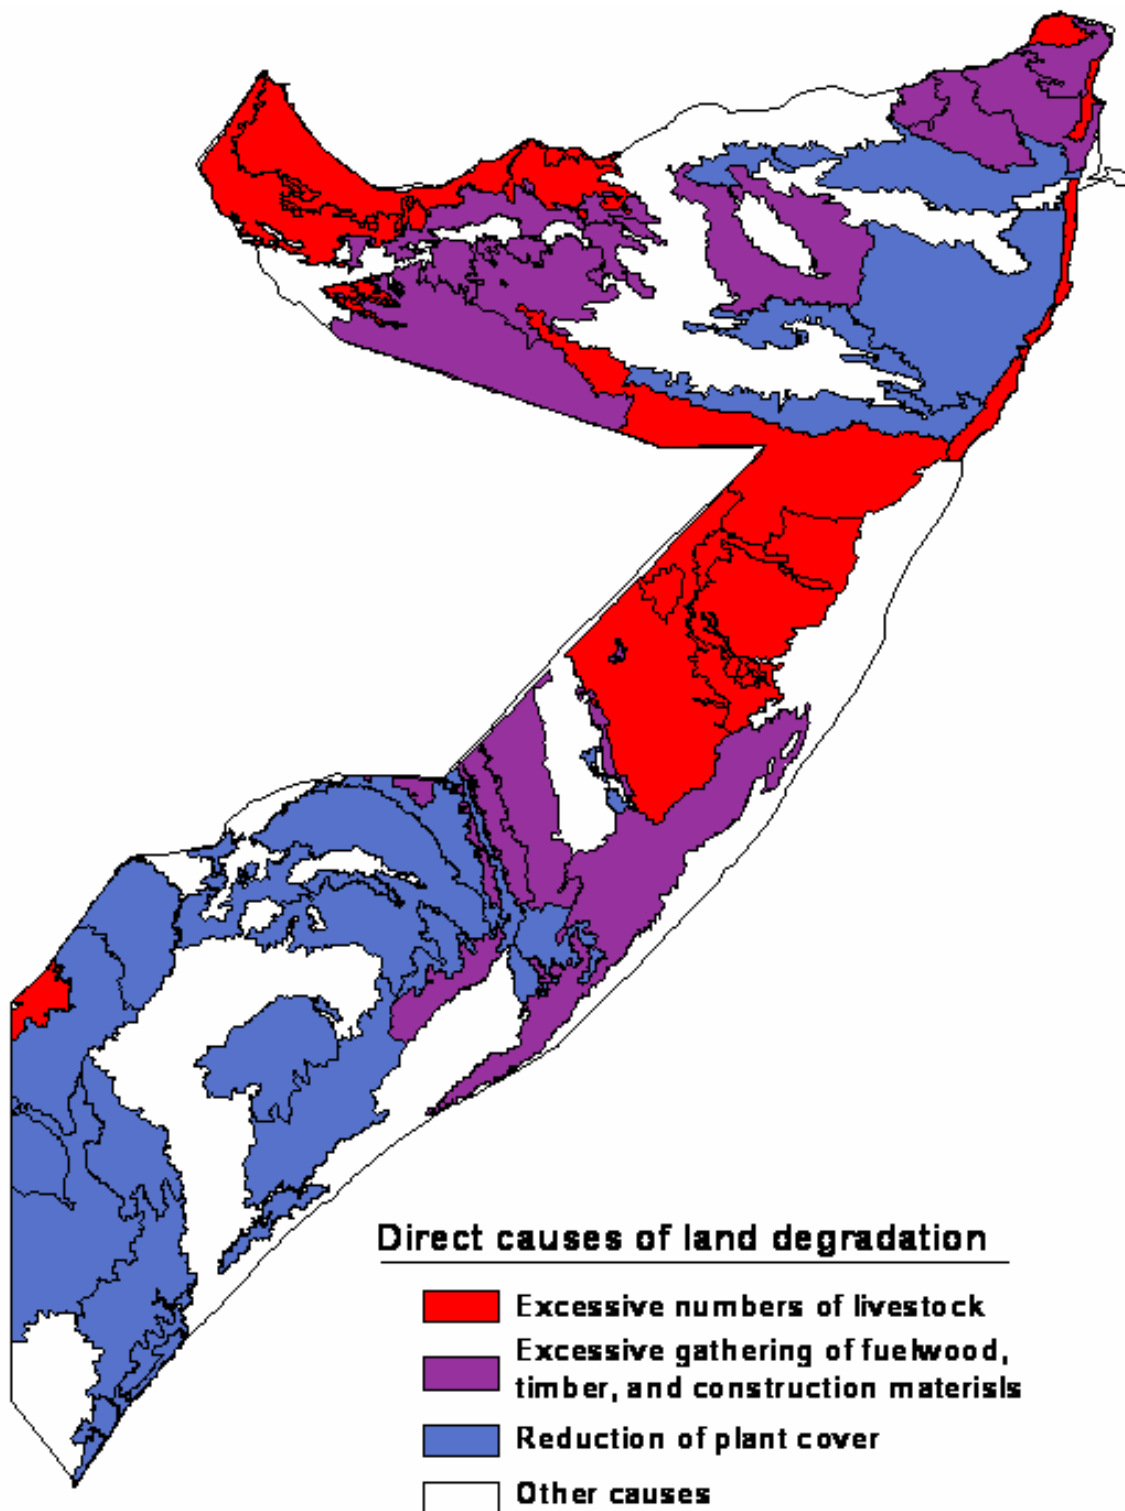 Direct causes of land degradation
Excessive numbers of livestock
Excessive gathering of fuelwood,
timber, and construction materisls
Reduction of plant cover
Other causes